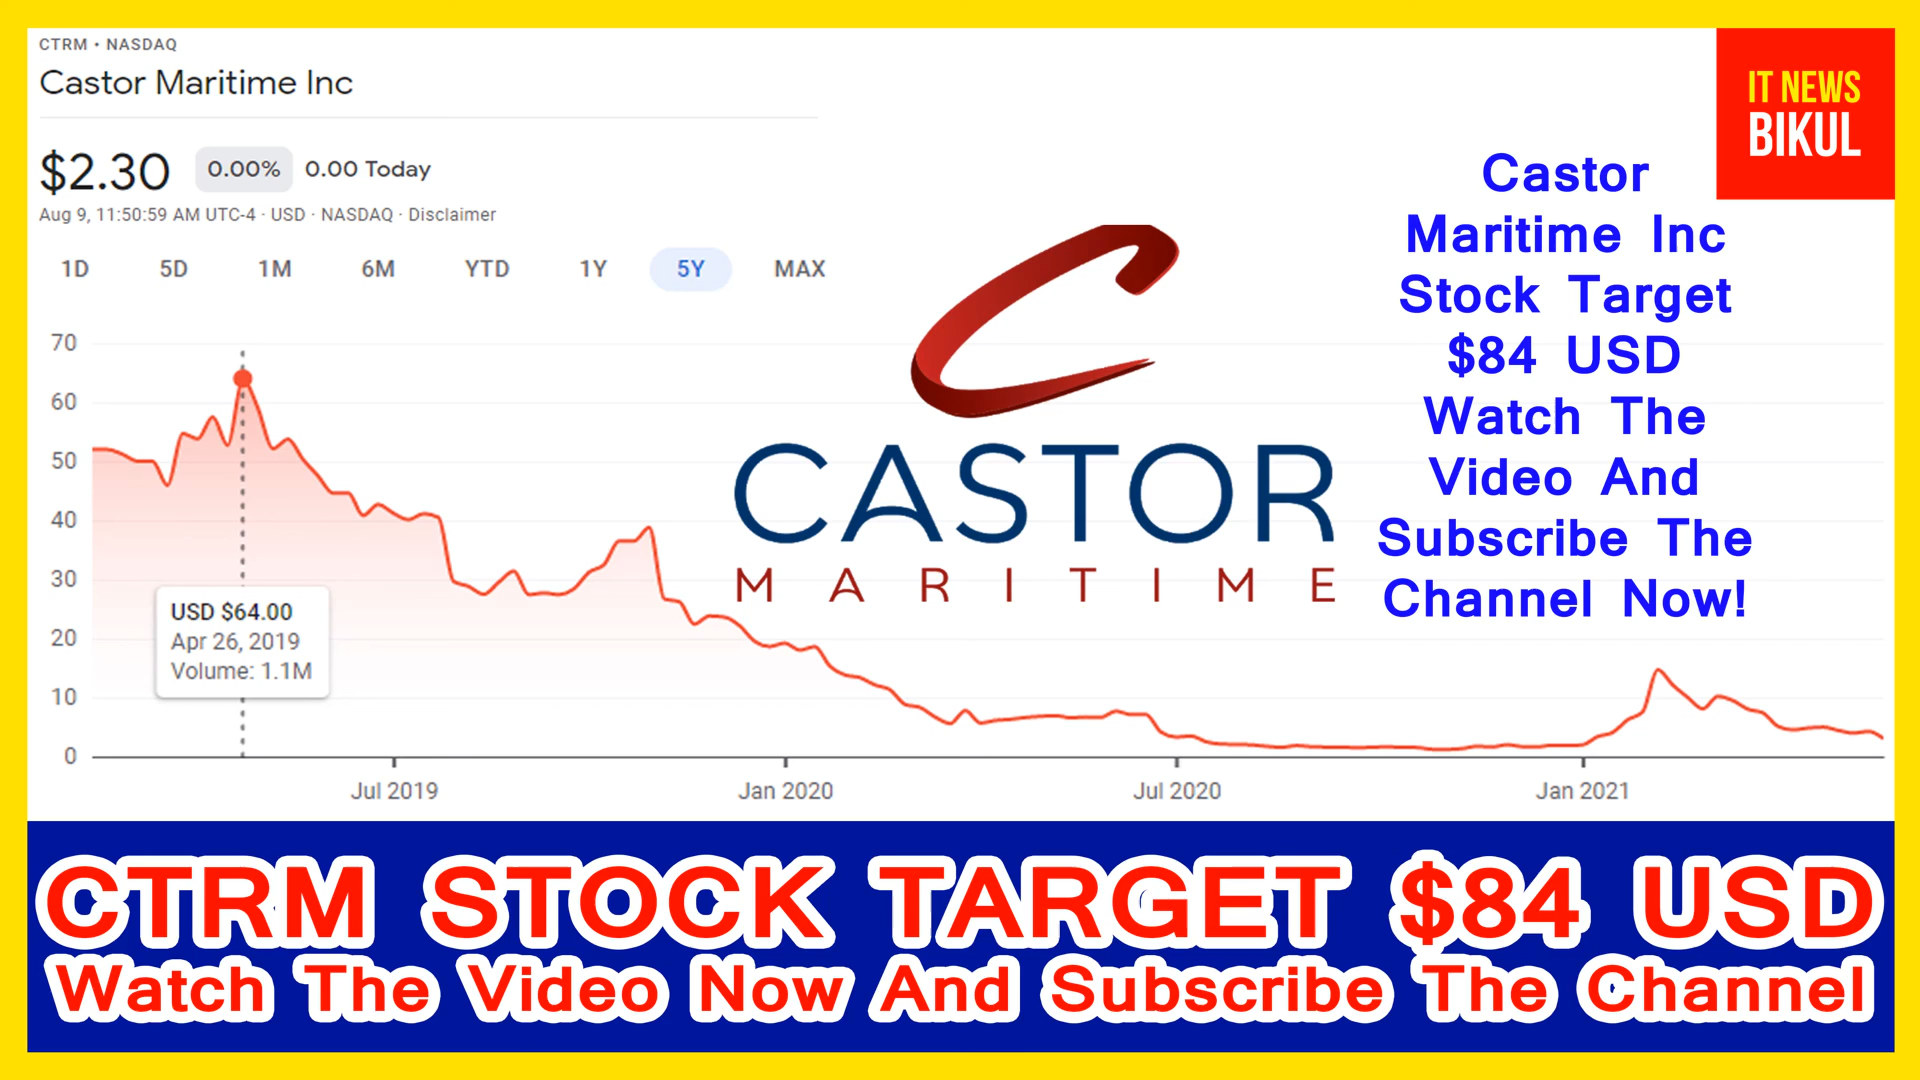 CTRM • NASDAQ
Castor Maritime Inc
$2.30 0.00% 0.00 Today
Aug 9, 11:50:59 AM UTC-4 · USD · NASDAQ · Disclaimer
1D 5D 1M 6M YTD 1Y 5Y MAX
70
60
50
40
30
20
10
0
USD $64.00
Apr 26, 2019
Volume: 1.1M
Jul 2019 Jan 2020 Jul 2020 Jan 2021
CASTOR
MARITIME
IT NEWS
BIKUL
Castor
Maritime Inc
Stock Target
$84 USD
Watch The
Video And
Subscribe The
Channel Now!
CTRM STOCK TARGET $84 USD
Watch The Video Now And Subscribe The Channel